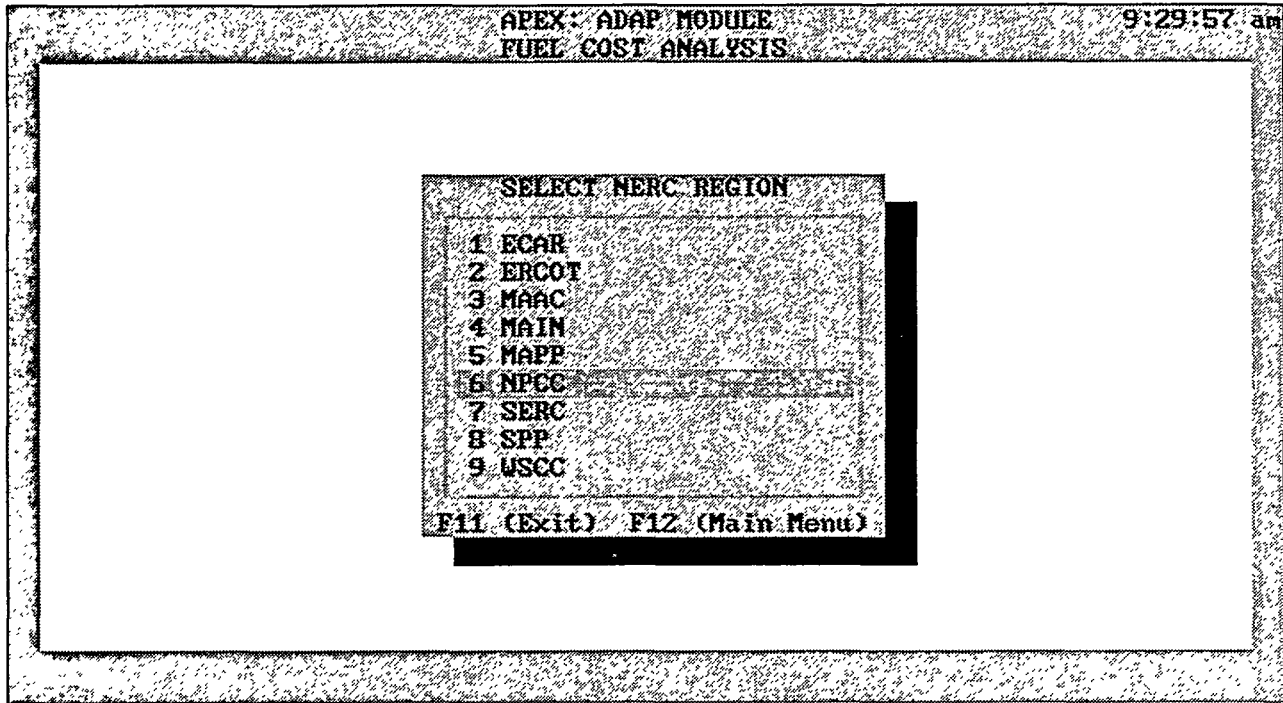 APEX: ADAP MODULE 9:29:57 am
FUEL COST ANALYSIS
SELECT NERC REGION
1 ECAR
2 ERCOT
3 MAAC
4 MAIN
5 MAPP
6 NPCC
7 SERC
8 SPP
9 WSCC
F11 (Exit) F12 (Main Menu)